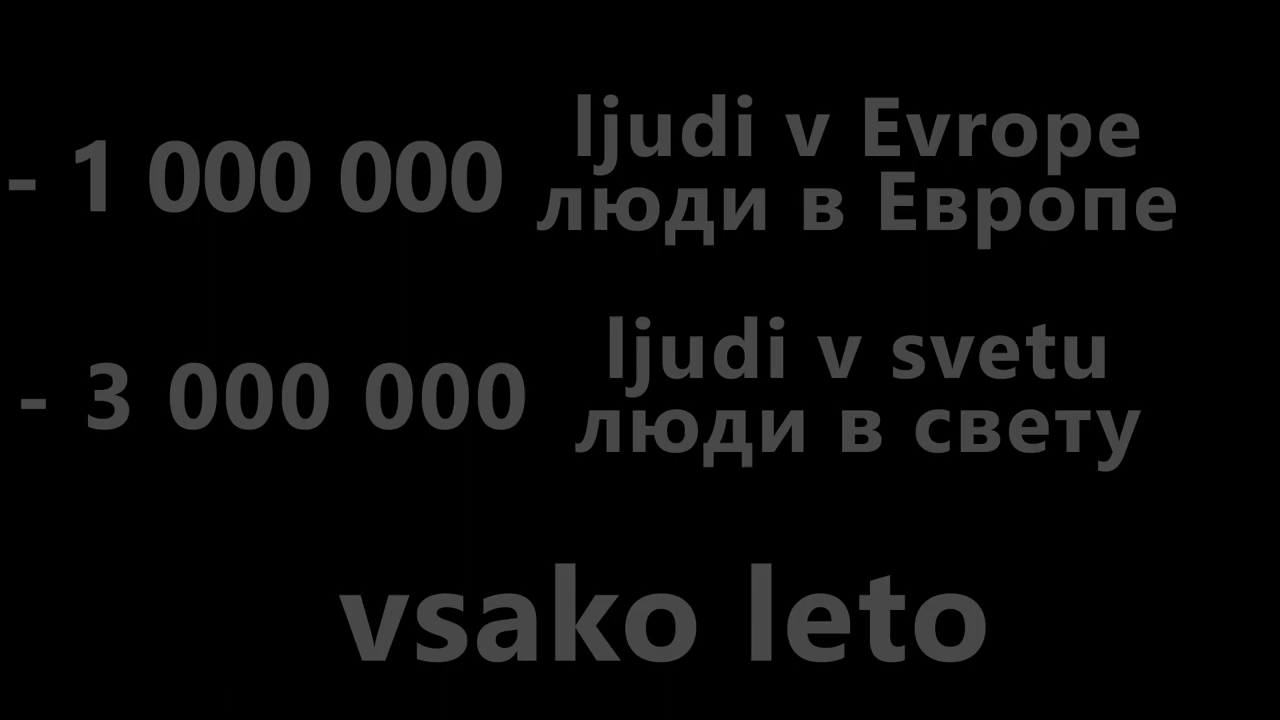 - 1 000 000
ljudi v Evrope
люди в Европе
- 3 000 000
ljudi v svetu
люди в свету
vsako leto